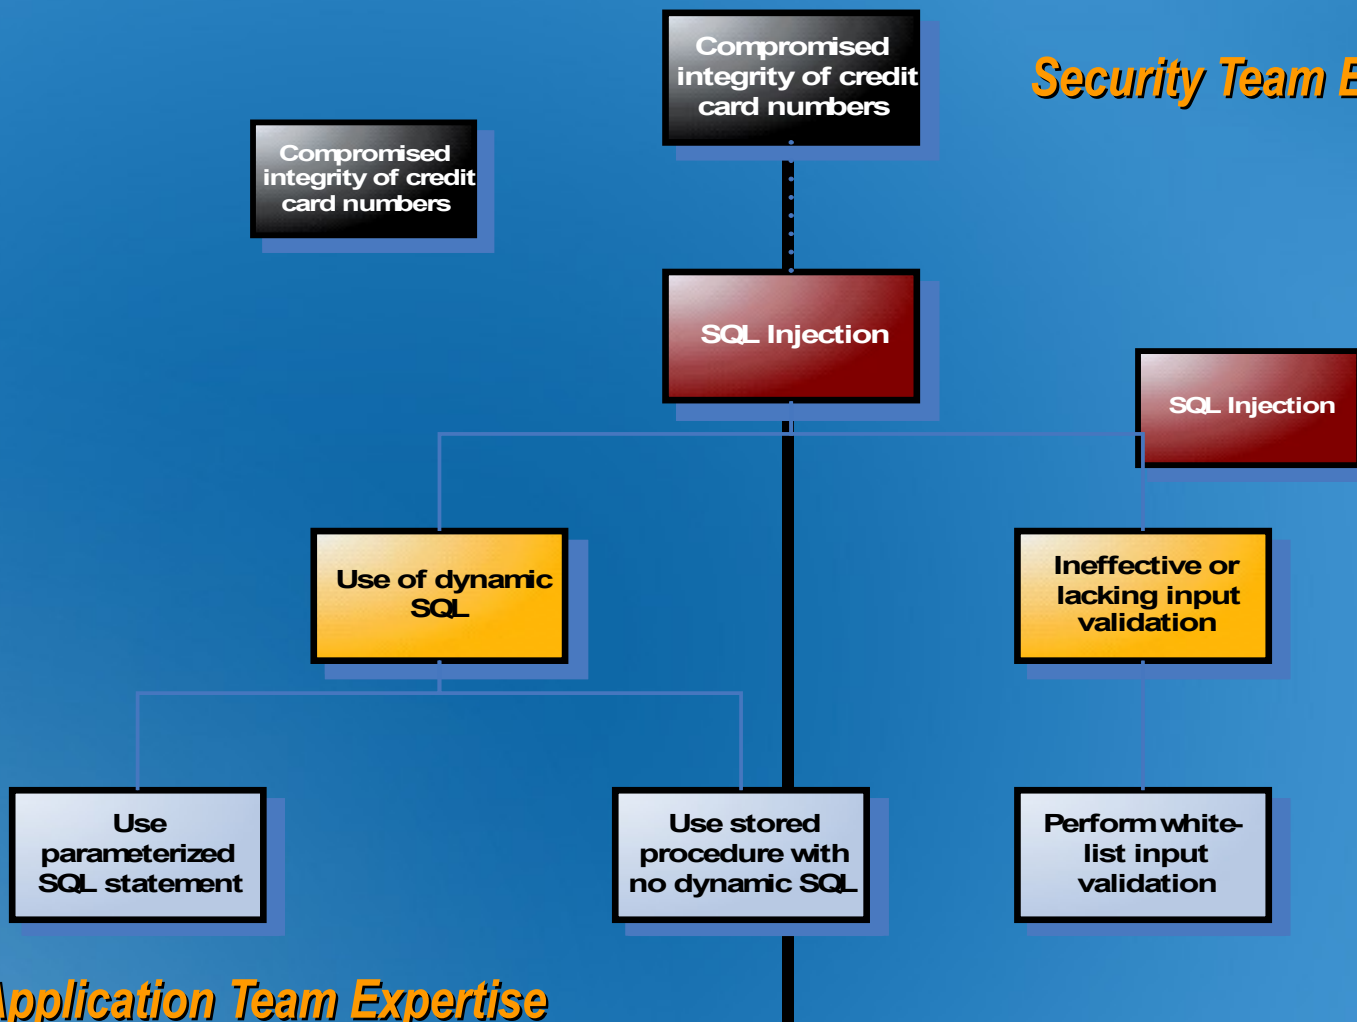 Compromised
integrity of credit
card numbers
Security Team E
Compromised
integrity of credit
card numbers
SQL Injection
SQL Injection
Use of dynamic
SQL
Ineffective or
lacking input
validation
Use
parameterized
SQL statement
Use stored
procedure with
no dynamic SQL
Perform white-
list input
validation
Application Team Expertise